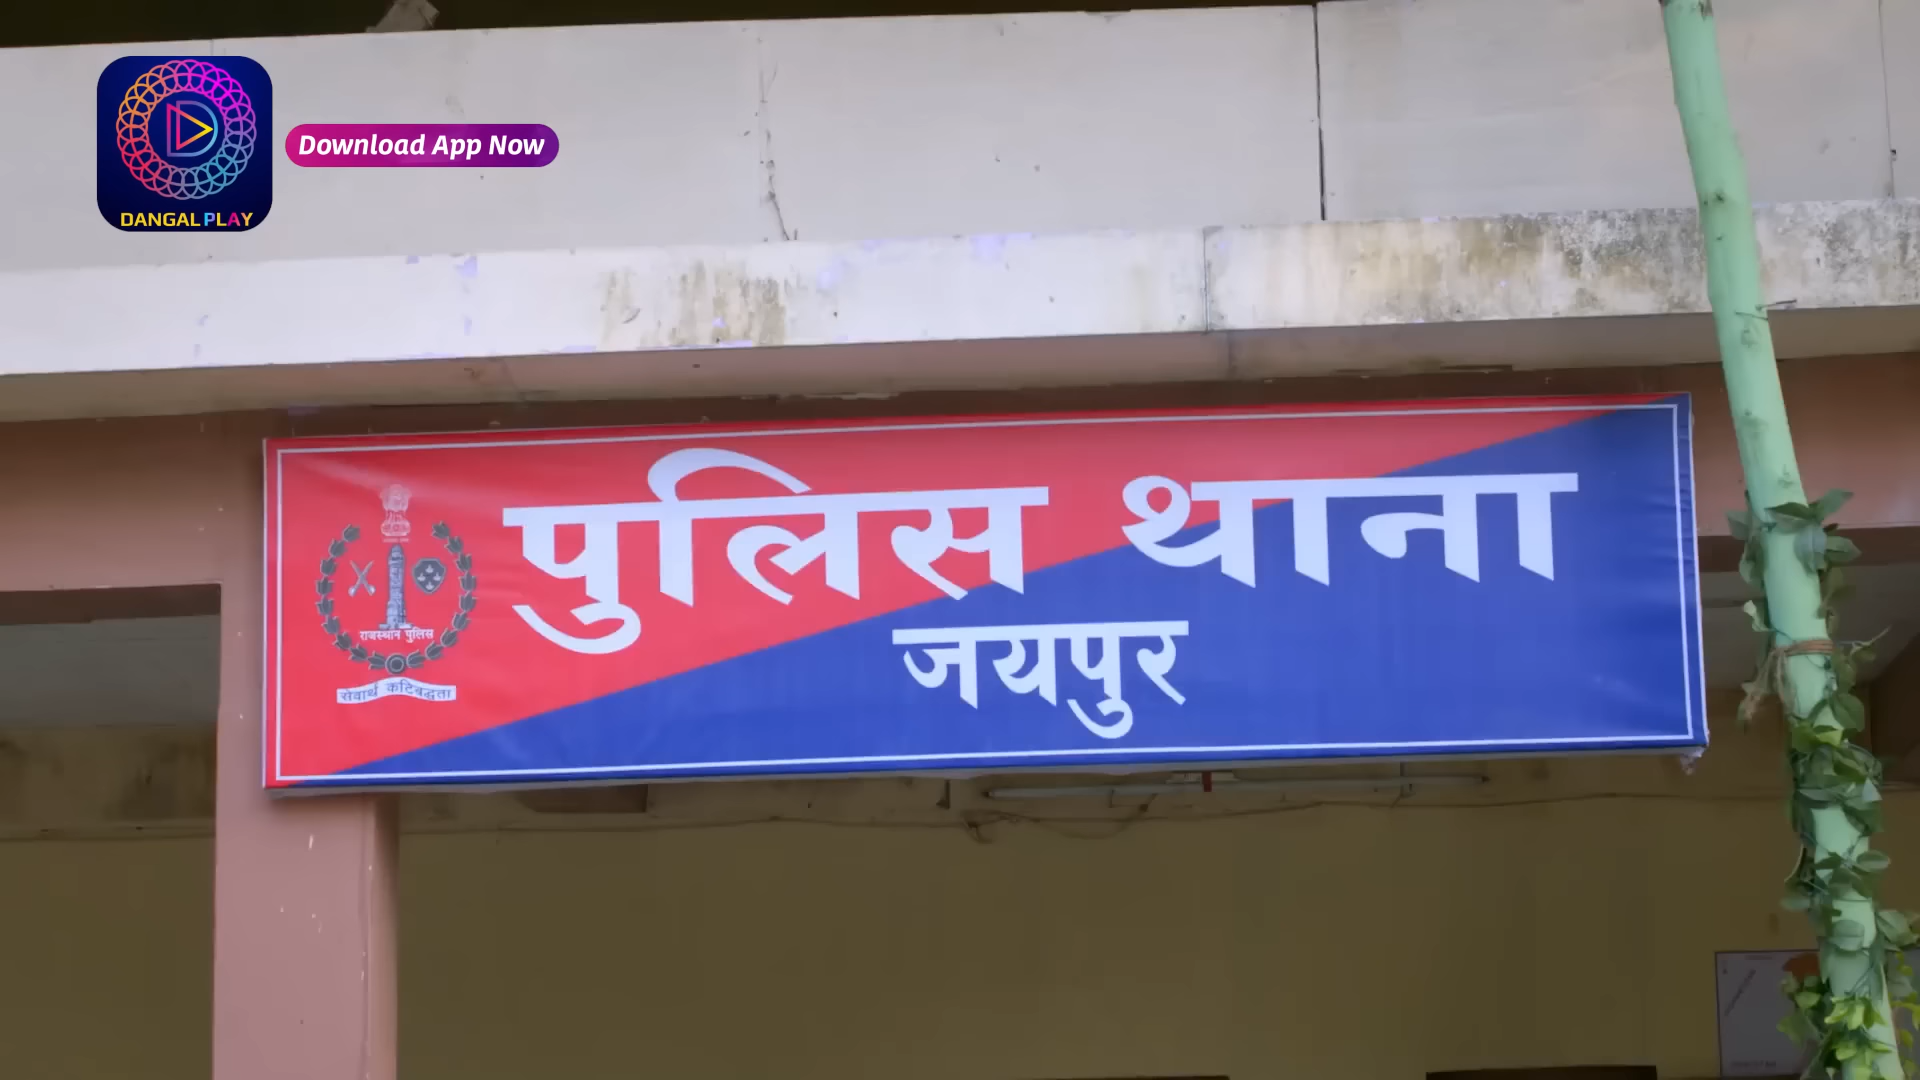 DANGAL PLAY
Download App Now
पुलिस थाना
जयपुर
राजस्थान पुलिस
सेवार्थ कटिबद्धता